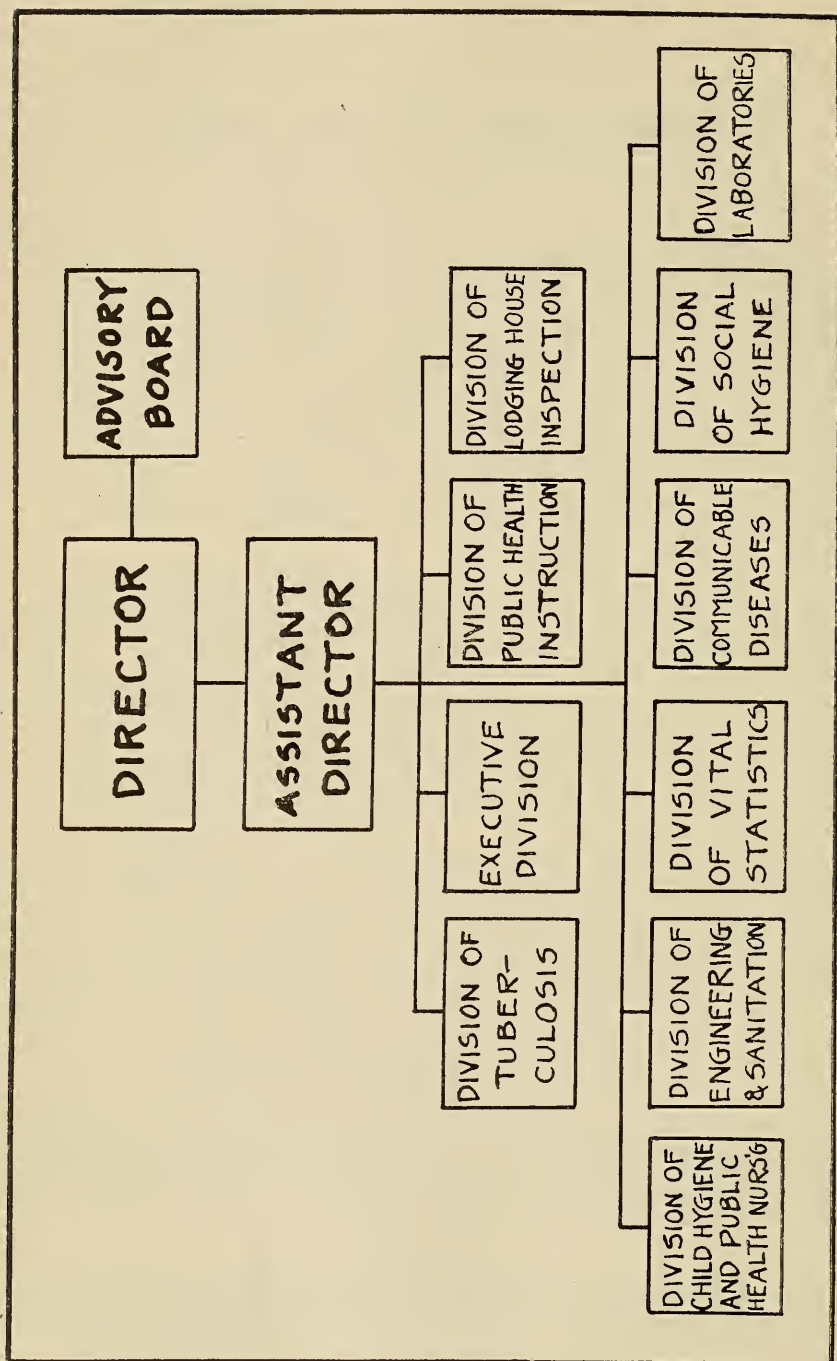 DIRECTOR
ADVISORY
BOARD
ASSISTANT
DIRECTOR
DIVISION OF
TUBER-
CULOSIS
EXECUTIVE
DIVISION
DIVISION OF
PUBLIC HEALTH
INSTRUCTION
DIVISION OF
LODGING HOUSE
INSPECTION
DIVISION OF
CHILD HYGIENE
AND PUBLIC
HEALTH NURS'G
DIVISION OF
ENGINEERING
& SANITATION
DIVISION
OF VITAL
STATISTICS
DIVISION OF
COMMUNICABLE
DISEASES
DIVISION
OF SOCIAL
HYGIENE
DIVISION OF
LABORATORIES